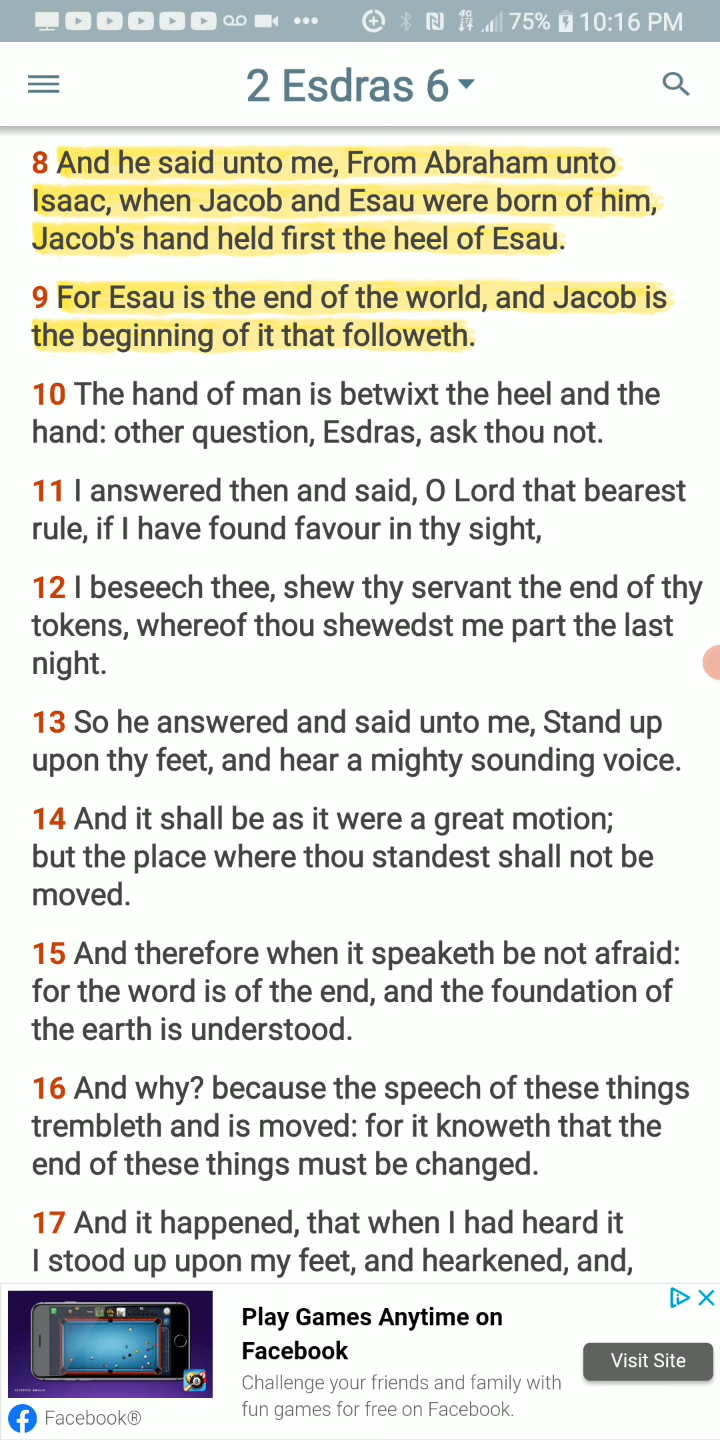 75% 10:16 PM
2 Esdras 6
8 And he said unto me, From Abraham unto
Isaac, when Jacob and Esau were born of him,
Jacob's hand held first the heel of Esau.
9 For Esau is the end of the world, and Jacob is
the beginning of it that followeth.
10 The hand of man is betwixt the heel and the
hand: other question, Esdras, ask thou not.
11 I answered then and said, O Lord that bearest
rule, if I have found favour in thy sight,
12 I beseech thee, shew thy servant the end of thy
tokens, whereof thou shewedst me part the last
night.
13 So he answered and said unto me, Stand up
upon thy feet, and hear a mighty sounding voice.
14 And it shall be as it were a great motion;
but the place where thou standest shall not be
moved.
15 And therefore when it speaketh be not afraid:
for the word is of the end, and the foundation of
the earth is understood.
16 And why? because the speech of these things
trembleth and is moved: for it knoweth that the
end of these things must be changed.
17 And it happened, that when I had heard it
I stood up upon my feet, and hearkened, and,
Play Games Anytime on
Facebook
Challenge your friends and family with
fun games for free on Facebook.
Visit Site
Facebook®